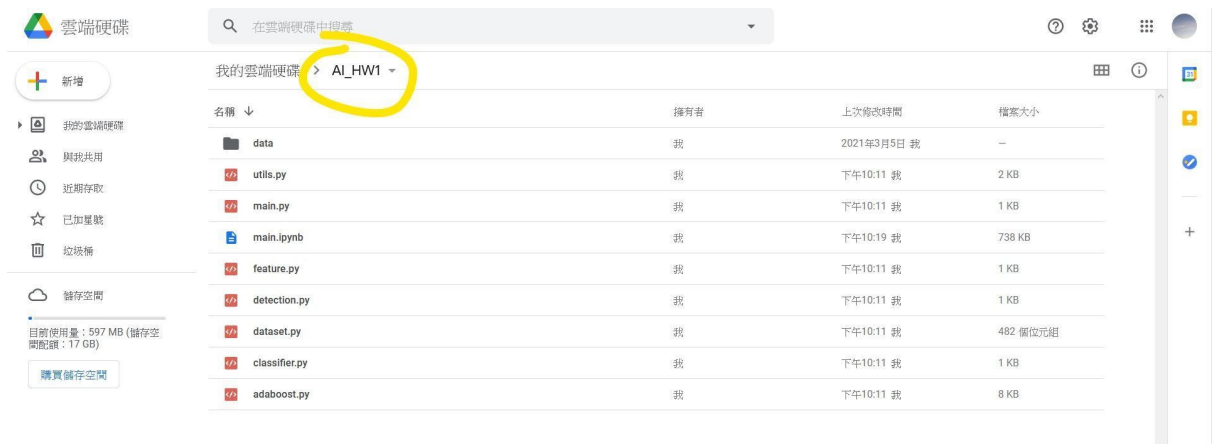 雲端硬碟
在雲端硬碟中搜尋
新增
我的雲端硬碟
與我共用
近期存取
已加星號
垃圾桶
儲存空間
目前使用量：597 MB (儲存空
間配額：17 GB)
購買儲存空間
我的雲端硬碟 > AI_HW1
名稱 擁有者 上次修改時間 檔案大小
data 我 2021年3月5日 我 –
utils.py 我 下午10:11 我 2 KB
main.py 我 下午10:11 我 1 KB
main.ipynb 我 下午10:19 我 738 KB
feature.py 我 下午10:11 我 1 KB
detection.py 我 下午10:11 我 1 KB
dataset.py 我 下午10:11 我 482 個位元組
classifier.py 我 下午10:11 我 1 KB
adaboost.py 我 下午10:11 我 8 KB
31